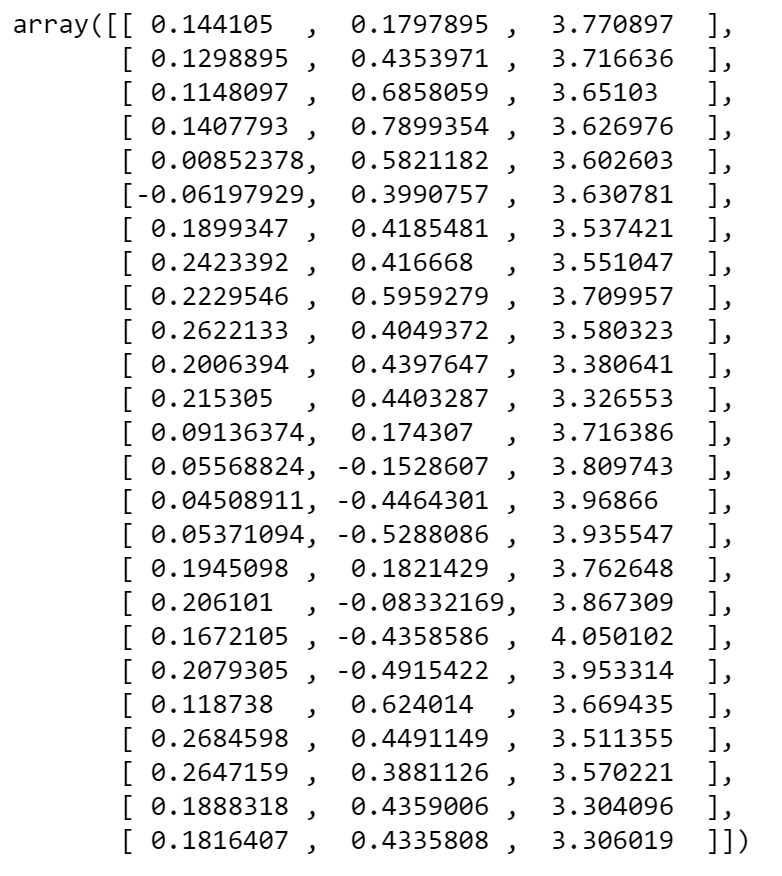 array([[ 0.144105  ,  0.1797895 ,  3.770897  ],
       [ 0.1298895 ,  0.4353971 ,  3.716636  ],
       [ 0.1148097 ,  0.6858059 ,  3.65103   ],
       [ 0.1407793 ,  0.7899354 ,  3.626976  ],
       [ 0.00852378,  0.5821182 ,  3.602603  ],
       [-0.06197929,  0.3990757 ,  3.630781  ],
       [ 0.1899347 ,  0.4185481 ,  3.537421  ],
       [ 0.2423392 ,  0.416668  ,  3.551047  ],
       [ 0.2229546 ,  0.5959279 ,  3.709957  ],
       [ 0.2622133 ,  0.4049372 ,  3.580323  ],
       [ 0.2006394 ,  0.4397647 ,  3.380641  ],
       [ 0.215305  ,  0.4403287 ,  3.326553  ],
       [ 0.09136374,  0.174307  ,  3.716386  ],
       [ 0.05568824, -0.1528607 ,  3.809743  ],
       [ 0.04508911, -0.4464301 ,  3.96866   ],
       [ 0.05371094, -0.5288086 ,  3.935547  ],
       [ 0.1945098 ,  0.1821429 ,  3.762648  ],
       [ 0.206101  , -0.08332169,  3.867309  ],
       [ 0.1672105 , -0.4358586 ,  4.050102  ],
       [ 0.2079305 , -0.4915422 ,  3.953314  ],
       [ 0.118738  ,  0.624014  ,  3.669435  ],
       [ 0.2684598 ,  0.4491149 ,  3.511355  ],
       [ 0.2647159 ,  0.3881126 ,  3.570221  ],
       [ 0.1888318 ,  0.4359006 ,  3.304096  ],
       [ 0.1816407 ,  0.4335808 ,  3.306019  ]])